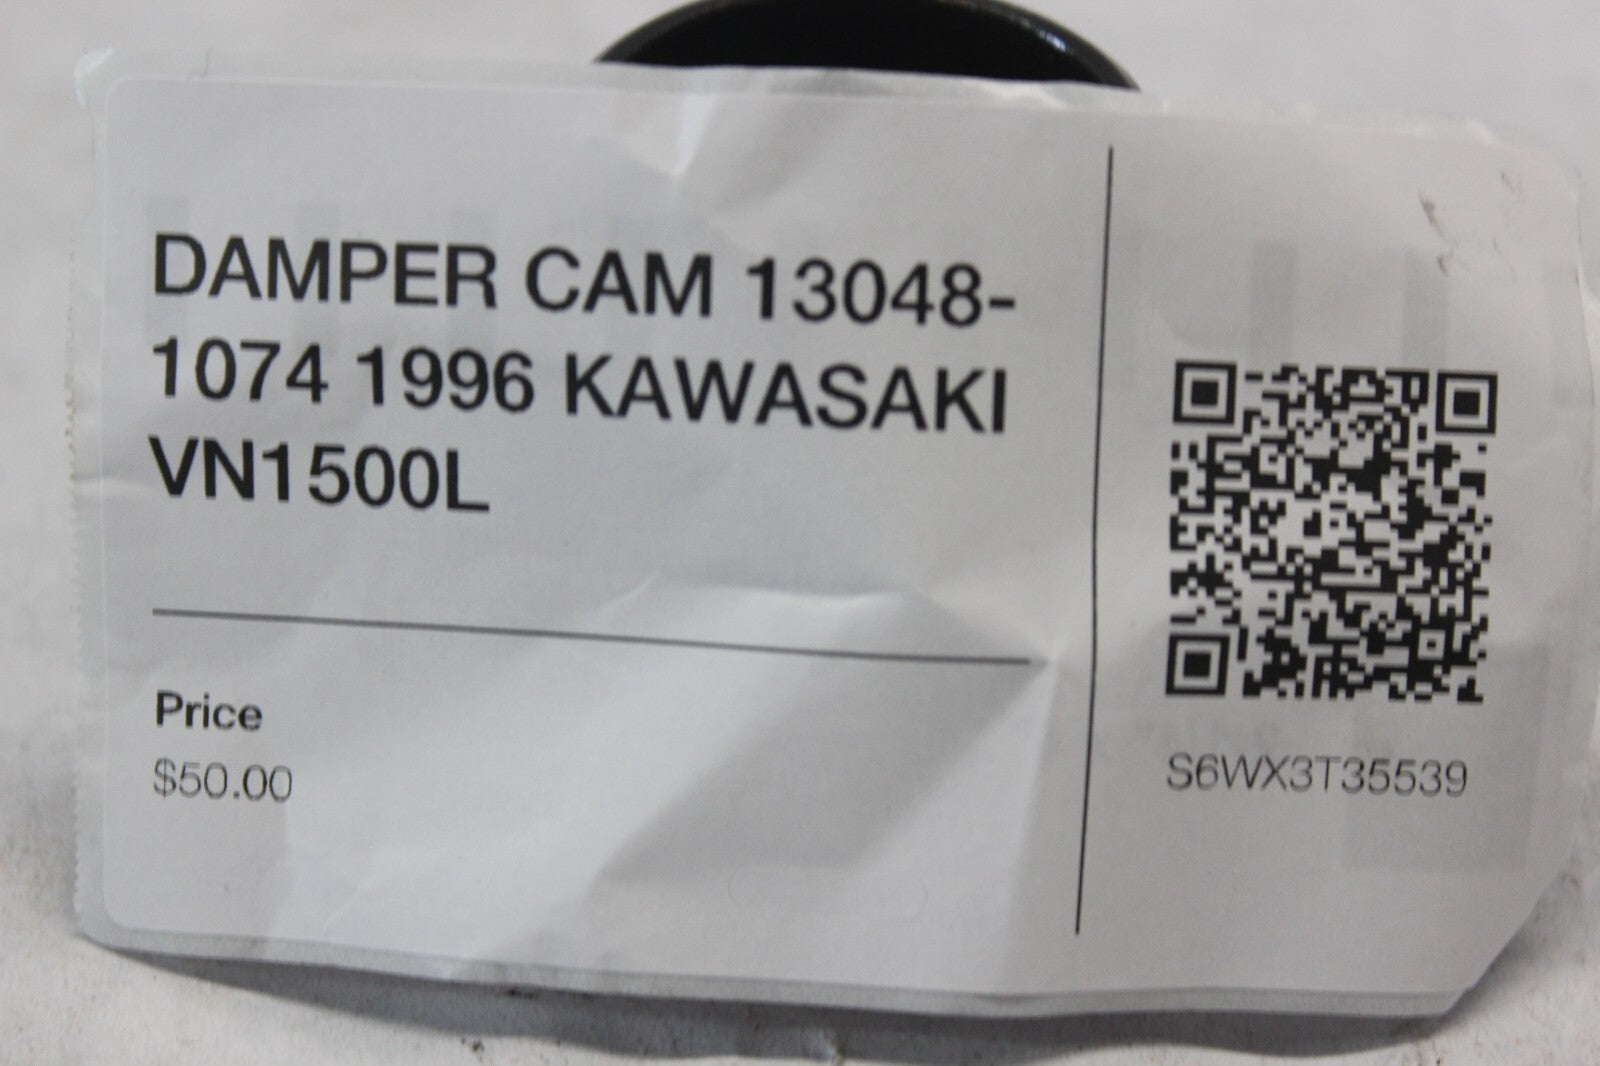 DAMPER CAM 13048-
1074 1996 KAWASAKI
VN1500L
Price
$50.00
S6WX3T35539